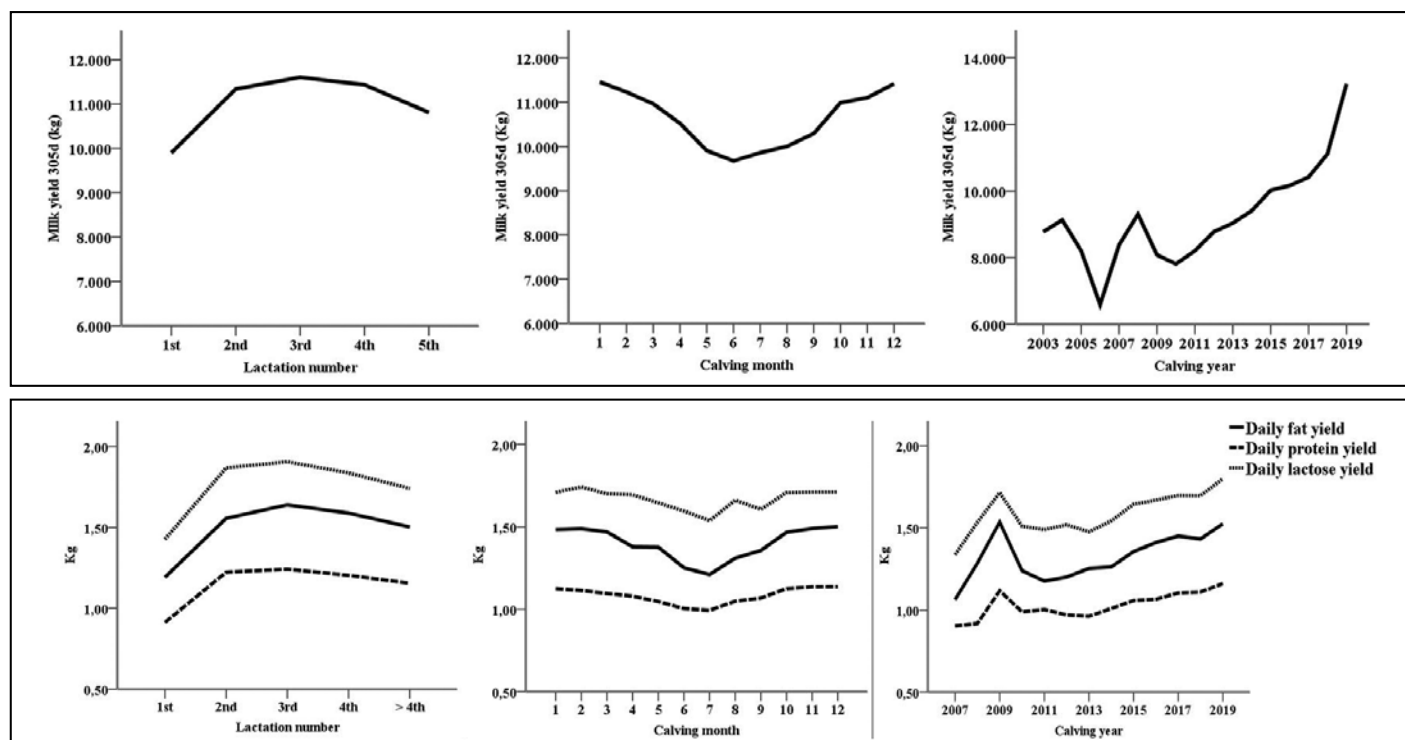 Milk yield 305d (kg)
12.000
11.000
10.000
9.000
8.000
7.000
6.000
1st 2nd 3rd 4th 5th
Lactation number
Milk yield 305d (Kg)
12.000
11.000
10.000
9.000
8.000
7.000
6.000
1 2 3 4 5 6 7 8 9 10 11 12
Calving month
Milk yield 305d (Kg)
14.000
12.000
10.000
8.000
6.000
2003 2005 2007 2009 2011 2013 2015 2017 2019
Calving year
Kg
2,00
1,50
1,00
0,50
1st 2nd 3rd 4th > 4th
Lactation number
Kg
2,00
1,50
1,00
0,50
1 2 3 4 5 6 7 8 9 10 11 12
Calving month
Kg
2,00
1,50
1,00
0,50
2007 2009 2011 2013 2015 2017 2019
Calving year
Daily fat yield
Daily protein yield
Daily lactose yield